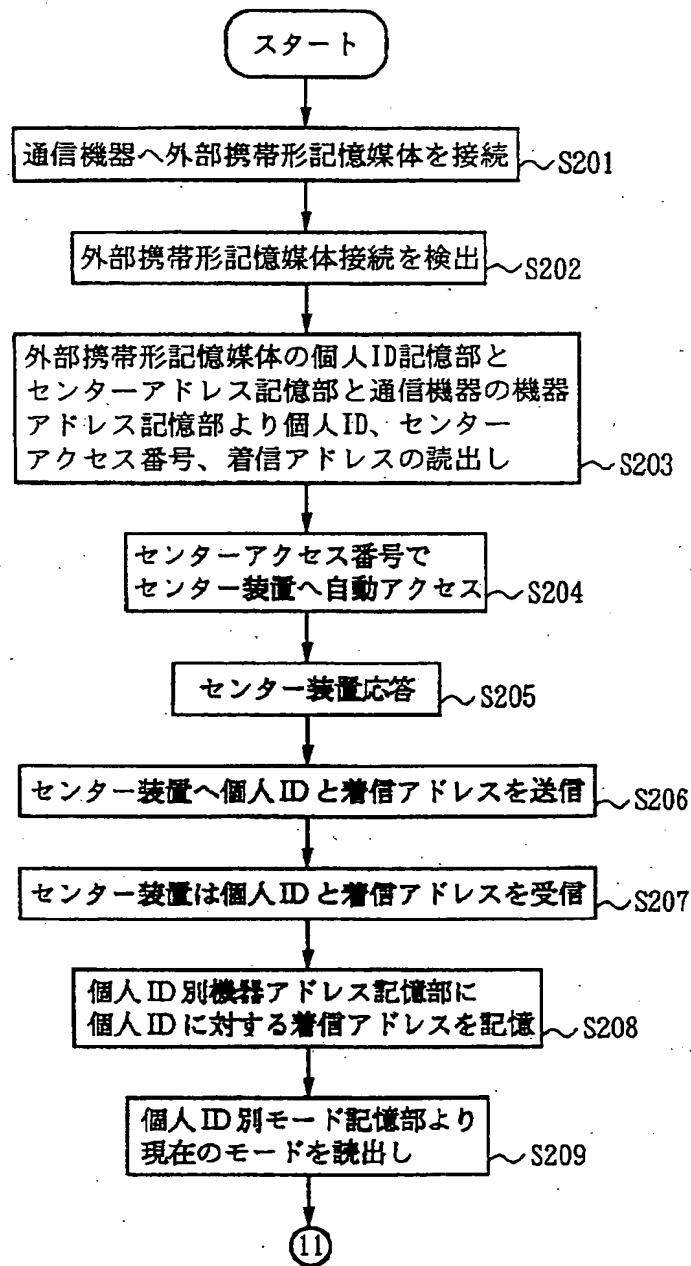 スタート
通信機器へ外部携帯形記憶媒体を接続
S201
外部携帯形記憶媒体接続を検出
S202
外部携帯形記憶媒体の個人ID記憶部と
センターアドレス記憶部と通信機器の機器
アドレス記憶部より個人ID、センター
アクセス番号、着信アドレスの読出し
S203
センターアクセス番号で
センター装置へ自動アクセス
S204
センター装置応答
S205
センター装置へ個人IDと着信アドレスを送信
S206
センター装置は個人IDと着信アドレスを受信
S207
個人ID別機器アドレス記憶部に
個人IDに対する着信アドレスを記憶
S208
個人ID別モード記憶部より
現在のモードを読出し
S209
11